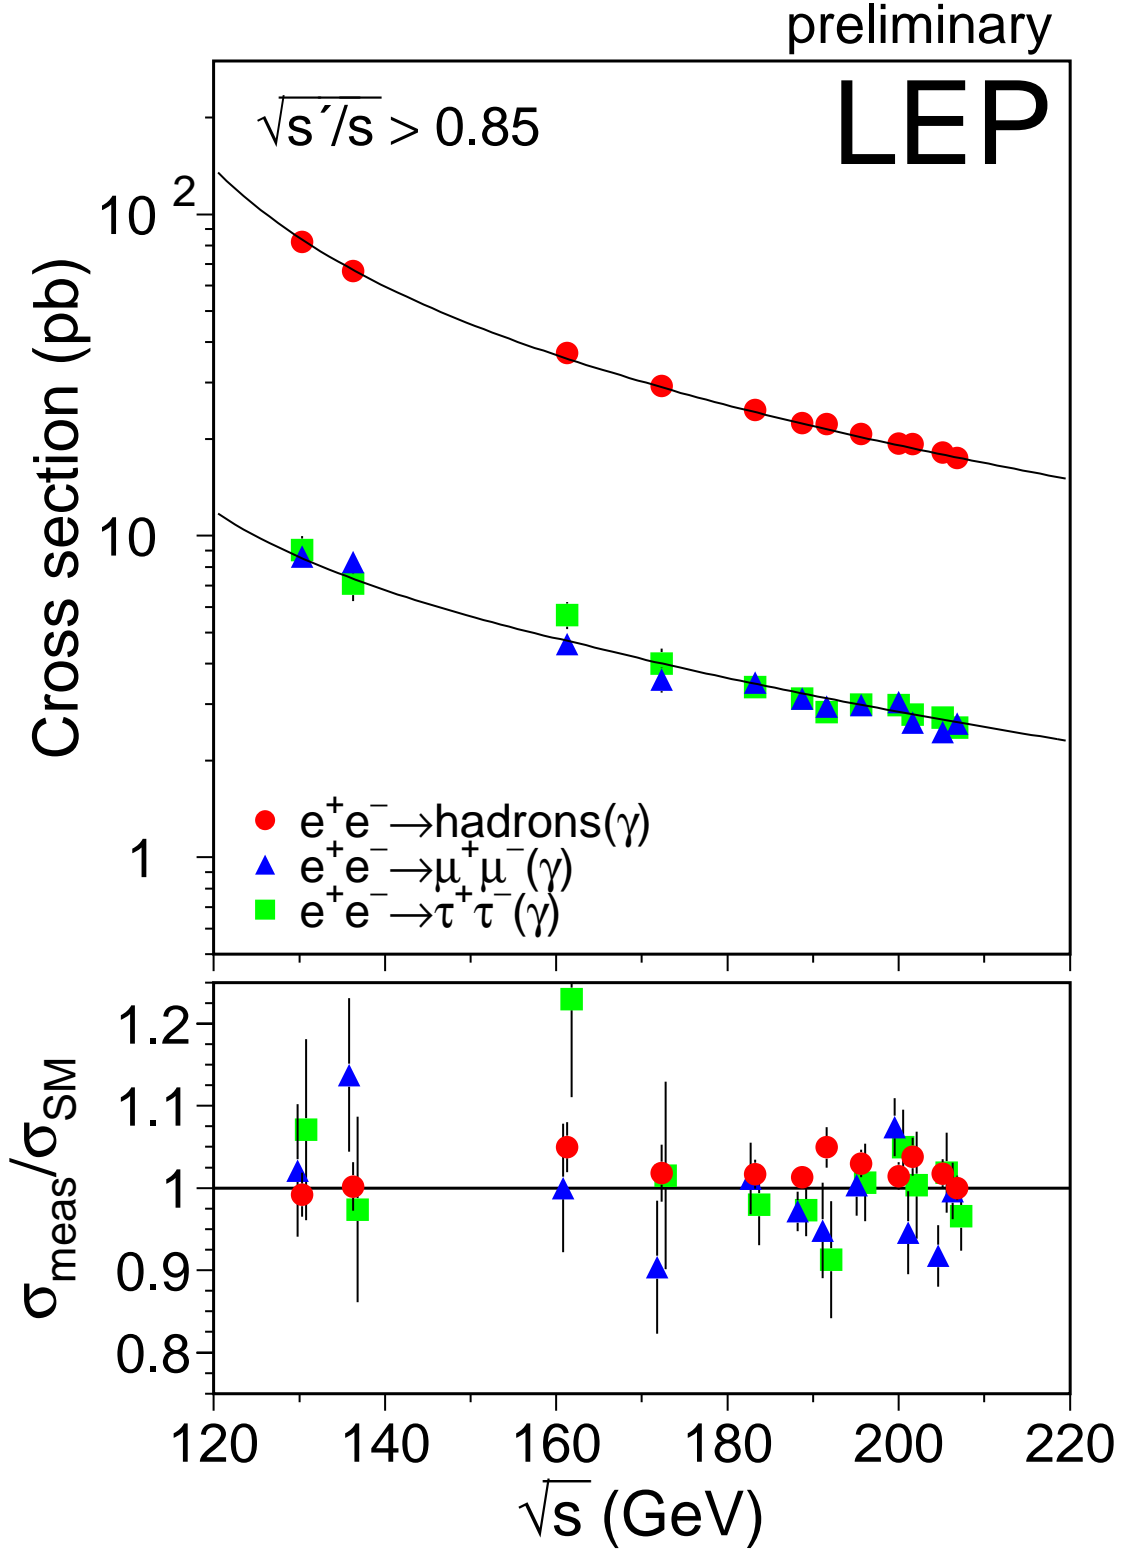 preliminary
√s´/s > 0.85
LEP
10²
10
1
Cross section (pb)
e⁺e⁻→hadrons(γ)
e⁺e⁻→μ⁺μ⁻(γ)
e⁺e⁻→τ⁺τ⁻(γ)
1.2
1.1
1
0.9
0.8
σmeas/σSM
120 140 160 180 200 220
√s (GeV)